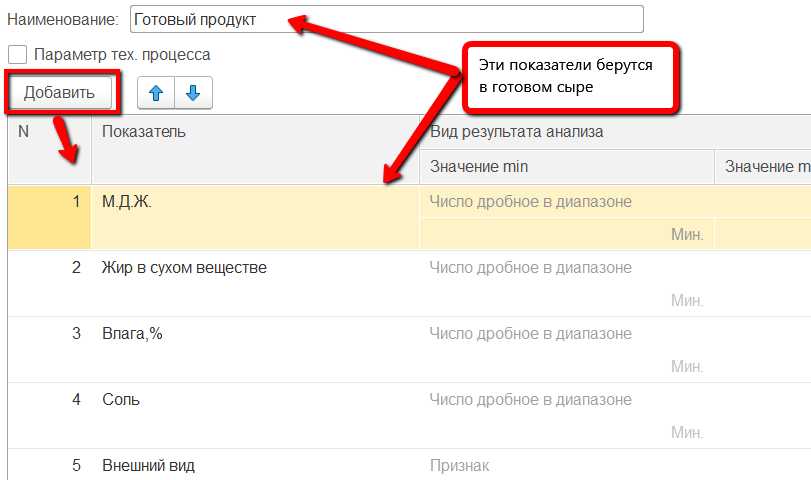 Наименование: Готовый продукт
Параметр тех. процесса
Эти показатели берутся
в готовом сыре
Добавить
N Показатель Вид результата анализа
Значение min Значение m
1 М.Д.Ж. Число дробное в диапазоне
Мин.
2 Жир в сухом веществе Число дробное в диапазоне
Мин.
3 Влага,% Число дробное в диапазоне
Мин.
4 Соль Число дробное в диапазоне
Мин.
5 Внешний вид Признак